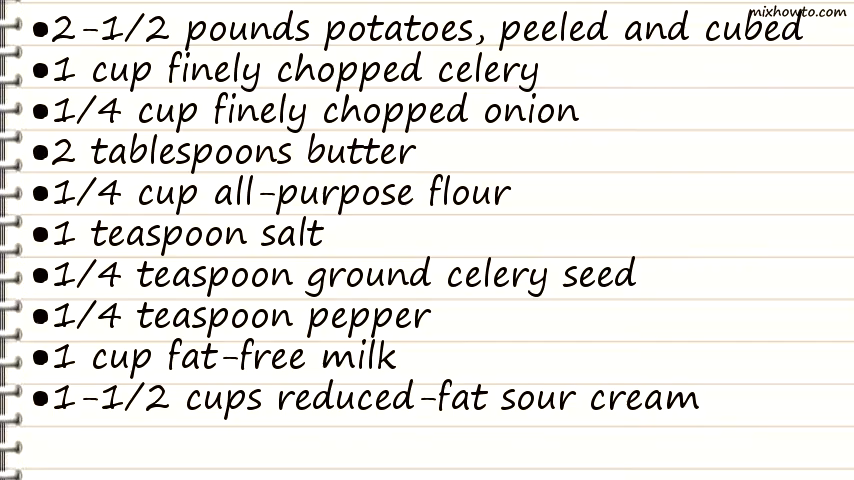 mixhowto.com
•2-1/2 pounds potatoes, peeled and cubed
•1 cup finely chopped celery
•1/4 cup finely chopped onion
•2 tablespoons butter
•1/4 cup all-purpose flour
•1 teaspoon salt
•1/4 teaspoon ground celery seed
•1/4 teaspoon pepper
•1 cup fat-free milk
•1-1/2 cups reduced-fat sour cream